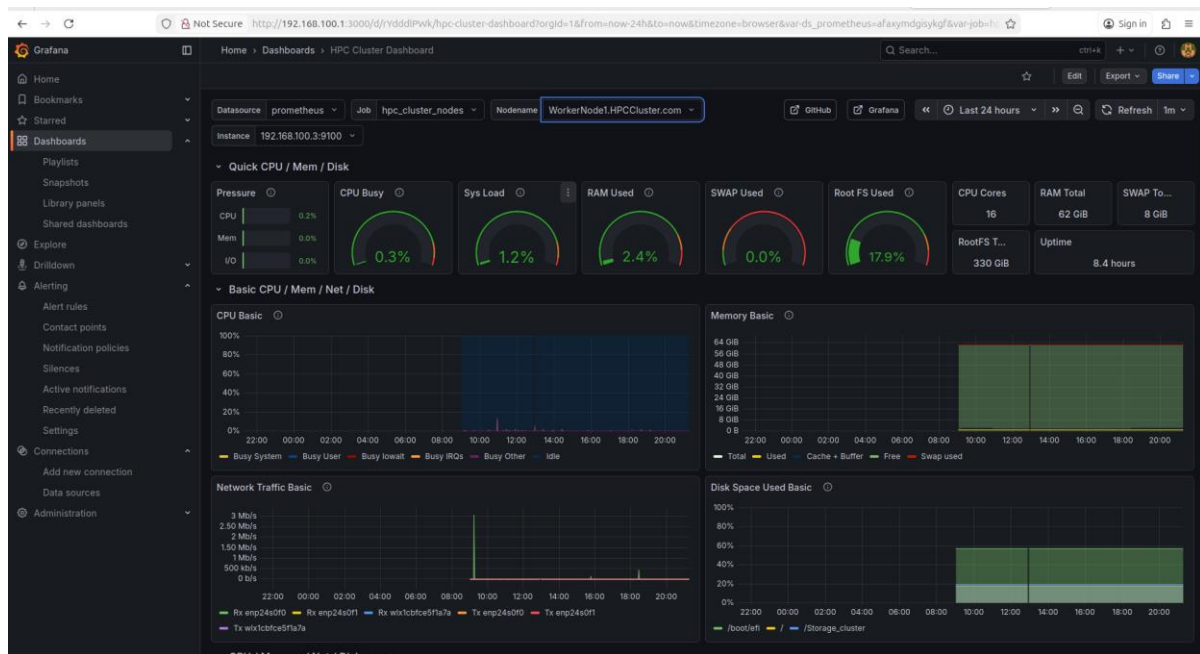 Not Secure http://192.168.100.1:3000/d/rYdddlPWk/hpc-cluster-dashboard?orgId=1&from=now-24h&to=now&timezone=browser&var-ds_prometheus=afaxymdgisykgf&var-job=
Sign in
Grafana
Home › Dashboards › HPC Cluster Dashboard
Search...
ctrl+k
Home
Bookmarks
Starred
Dashboards
Playlists
Snapshots
Library panels
Shared dashboards
Explore
Drilldown
Alerting
Alert rules
Contact points
Notification policies
Silences
Active notifications
Recently deleted
Settings
Connections
Add new connection
Data sources
Administration
Edit Export Share
Datasource prometheus Job hpc_cluster_nodes Nodename WorkerNode1.HPCCluster.com
GitHub Grafana Last 24 hours Refresh 1m
Instance 192.168.100.3:9100
Quick CPU / Mem / Disk
Pressure
CPU 0.2%
Mem 0.0%
I/O 0.0%
CPU Busy
0.3%
Sys Load
1.2%
RAM Used
2.4%
SWAP Used
0.0%
Root FS Used
17.9%
CPU Cores
16
RAM Total
62 GiB
SWAP To...
8 GiB
RootFS T...
330 GiB
Uptime
8.4 hours
Basic CPU / Mem / Net / Disk
CPU Basic
100%
80%
60%
40%
20%
0%
22:00 00:00 02:00 04:00 06:00 08:00 10:00 12:00 14:00 16:00 18:00 20:00
Busy System Busy User Busy Iowait Busy IRQs Busy Other Idle
Memory Basic
64 GiB
56 GiB
48 GiB
40 GiB
32 GiB
24 GiB
16 GiB
8 GiB
0 B
22:00 00:00 02:00 04:00 06:00 08:00 10:00 12:00 14:00 16:00 18:00 20:00
Total Used Cache + Buffer Free Swap used
Network Traffic Basic
3 Mb/s
2.50 Mb/s
2 Mb/s
1.50 Mb/s
1 Mb/s
500 kb/s
0 b/s
22:00 00:00 02:00 04:00 06:00 08:00 10:00 12:00 14:00 16:00 18:00 20:00
Rx enp24s0f0 Rx enp24s0f1 Rx wlx1cbfce5f1a7a Tx enp24s0f0 Tx enp24s0f1
Tx wlx1cbfce5f1a7a
Disk Space Used Basic
100%
80%
60%
40%
20%
0%
22:00 00:00 02:00 04:00 06:00 08:00 10:00 12:00 14:00 16:00 18:00 20:00
/boot/efi / /Storage_cluster